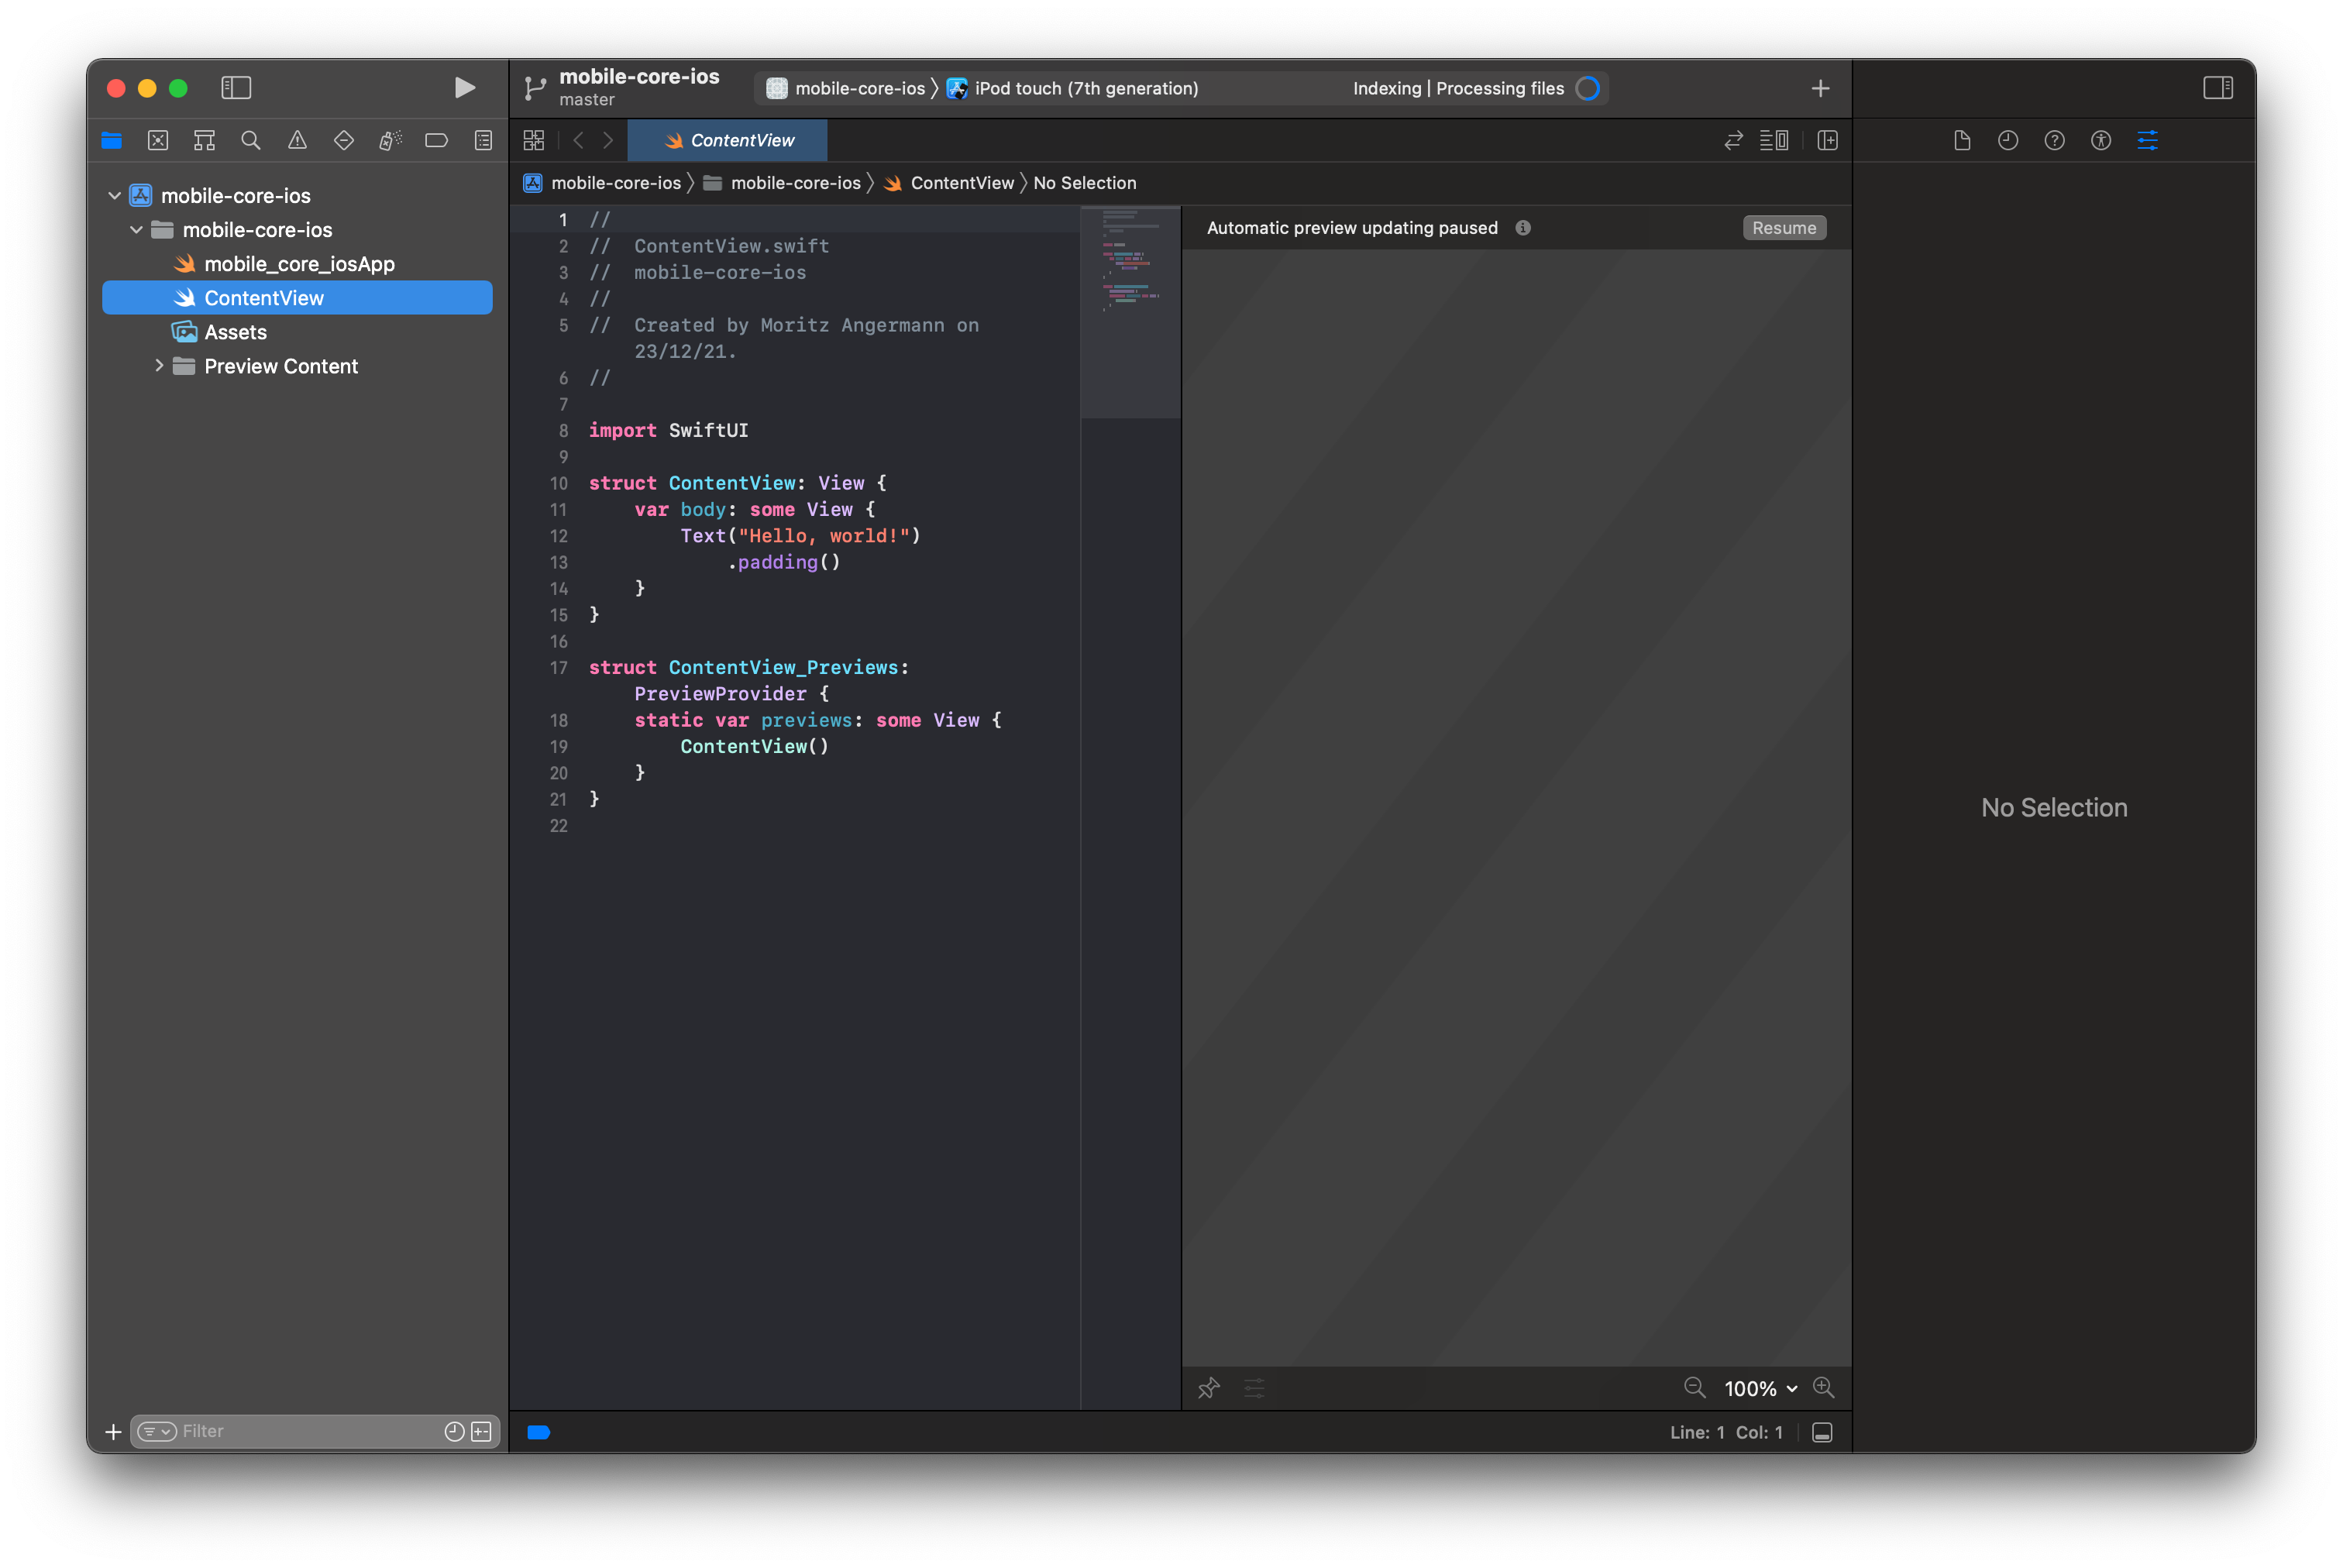 mobile-core-ios
master
mobile-core-ios
iPod touch (7th generation)
Indexing | Processing files
ContentView
mobile-core-ios
mobile-core-ios
ContentView
No Selection
mobile-core-ios
mobile-core-ios
mobile_core_iosApp
ContentView
Assets
Preview Content
1 //
2 //  ContentView.swift
3 //  mobile-core-ios
4 //
5 //  Created by Moritz Angermann on
23/12/21.
6 //
7
8 import SwiftUI
9
10 struct ContentView: View {
11     var body: some View {
12         Text("Hello, world!")
13             .padding()
14     }
15 }
16
17 struct ContentView_Previews:
PreviewProvider {
18     static var previews: some View {
19         ContentView()
20     }
21 }
22
Automatic preview updating paused
Resume
No Selection
100%
Filter
Line: 1 Col: 1